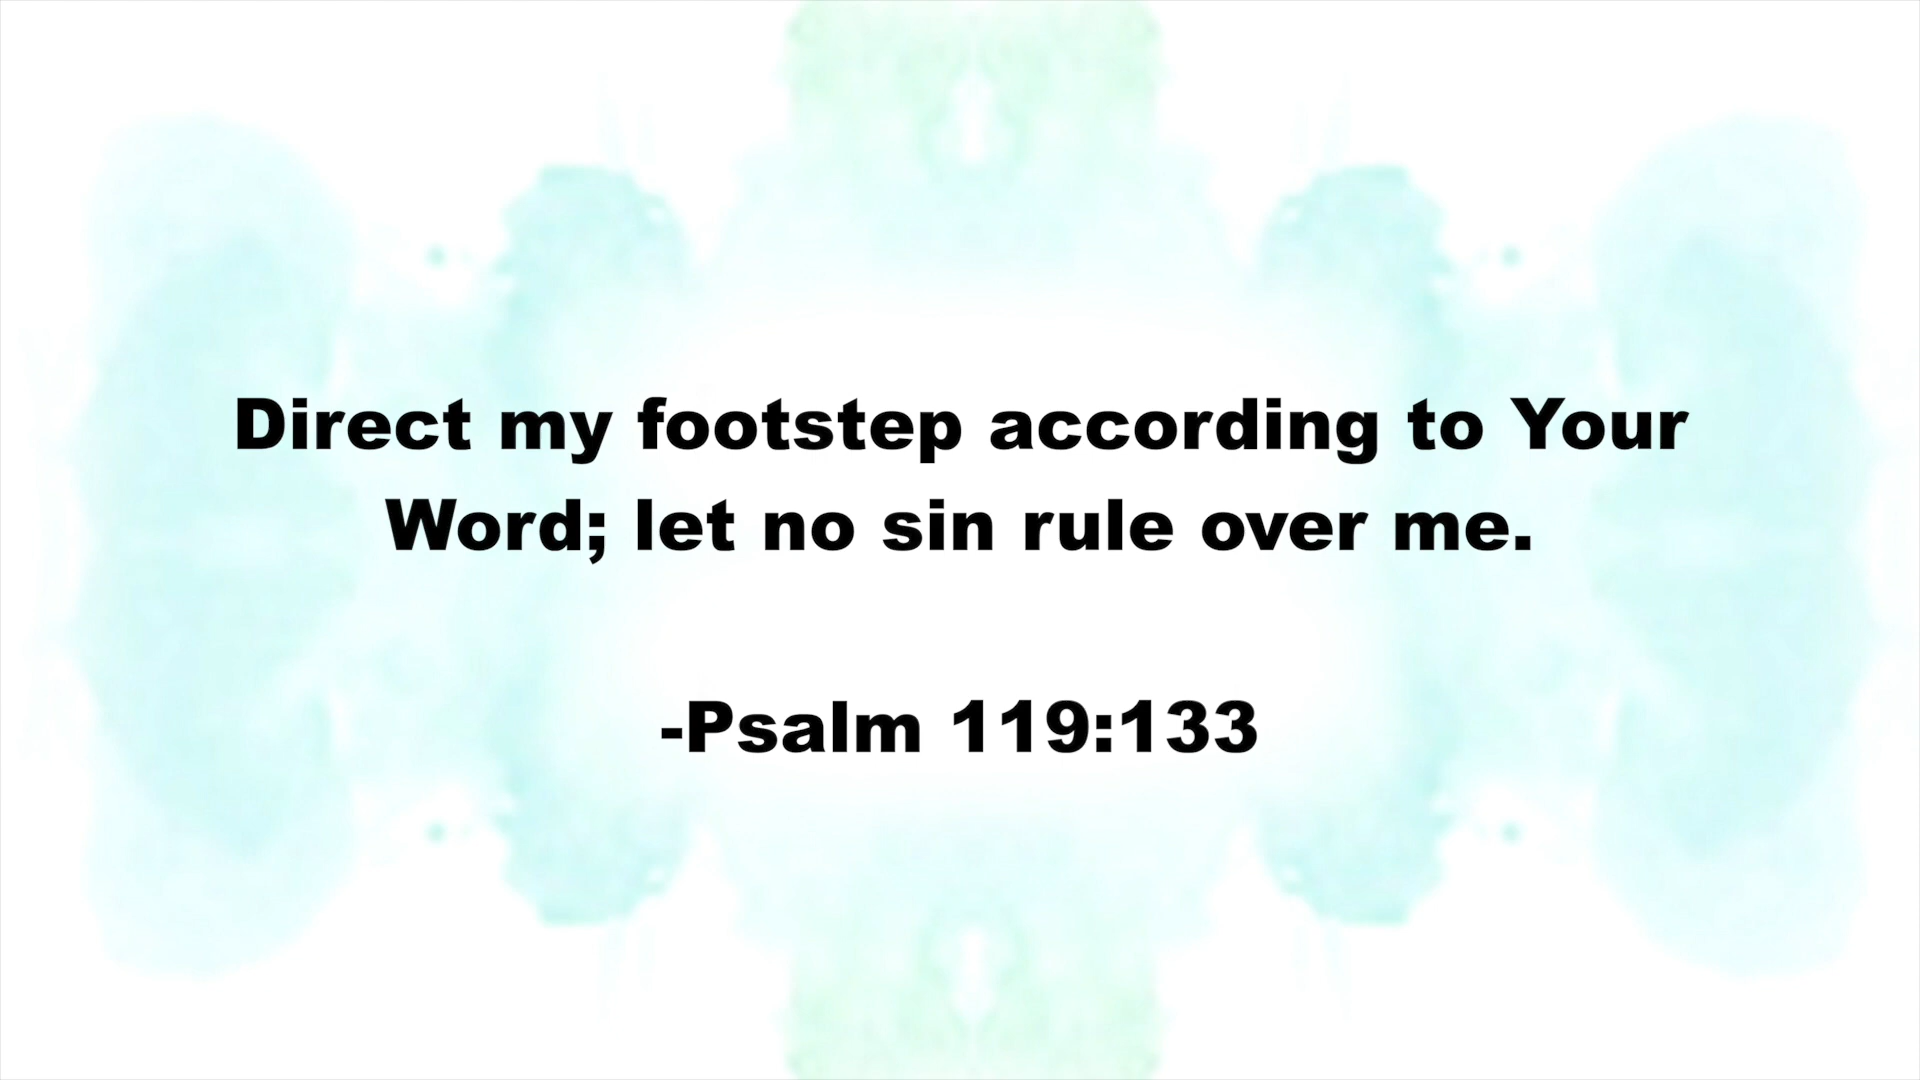 Direct my footstep according to Your
Word; let no sin rule over me.
-Psalm 119:133